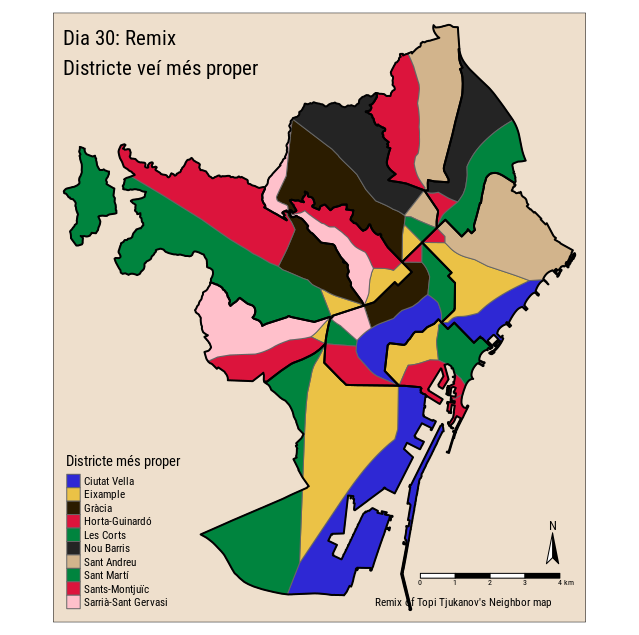 Dia 30: Remix
Districte veí més proper
Districte més proper
Ciutat Vella
Eixample
Gràcia
Horta-Guinardó
Les Corts
Nou Barris
Sant Andreu
Sant Martí
Sants-Montjuïc
Sarrià-Sant Gervasi
N
0 1 2 3 4 km
Remix of Topi Tjukanov's Neighbor map